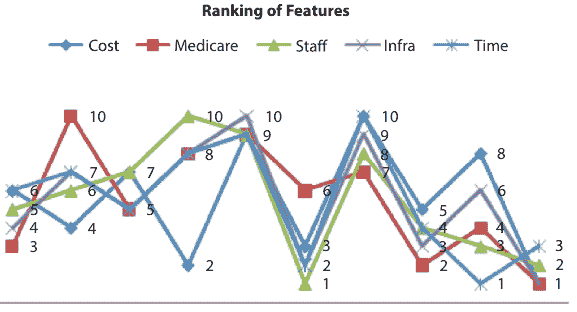 Ranking of Features
Cost Medicare Staff Infra Time
10 10 10 10
9 9
8 8 8
7 7 7
6 6 6 6 6
5 5 5
4 4 4 4
3 3 3 3 3
2 2 2 2
1 1 1